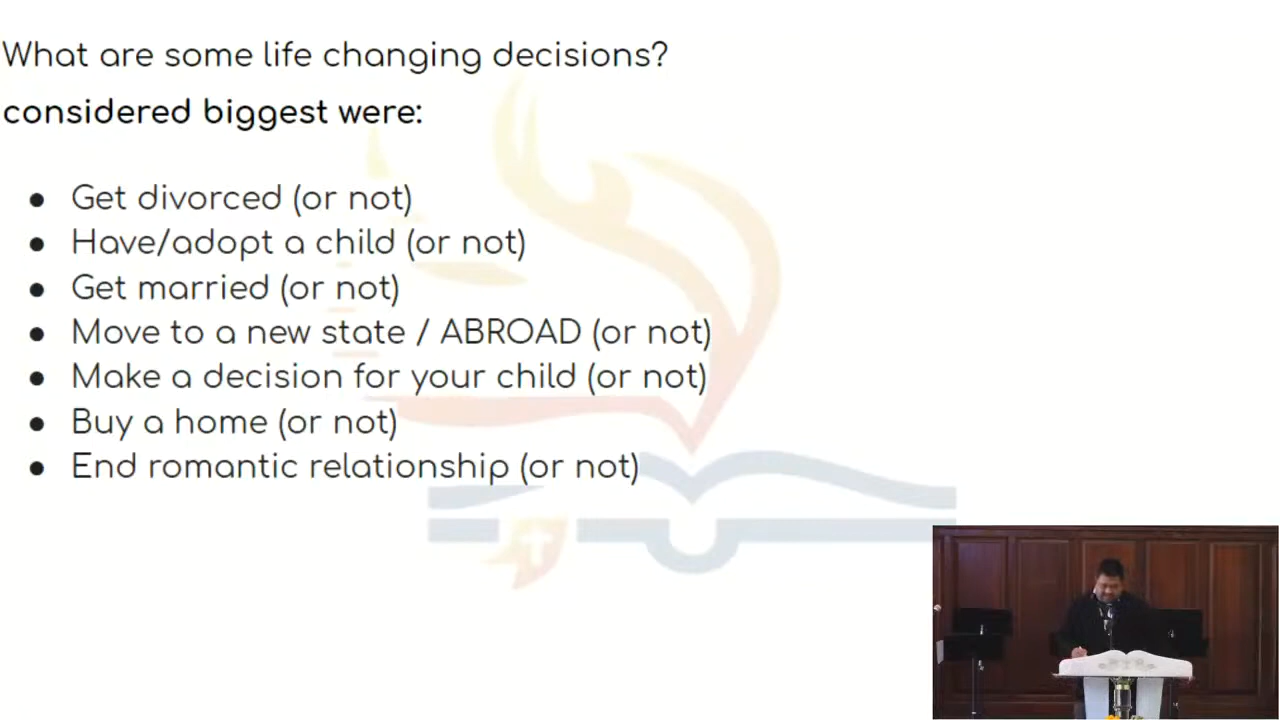 What are some life changing decisions?
considered biggest were:
● Get divorced (or not)
● Have/adopt a child (or not)
● Get married (or not)
● Move to a new state / ABROAD (or not)
● Make a decision for your child (or not)
● Buy a home (or not)
● End romantic relationship (or not)